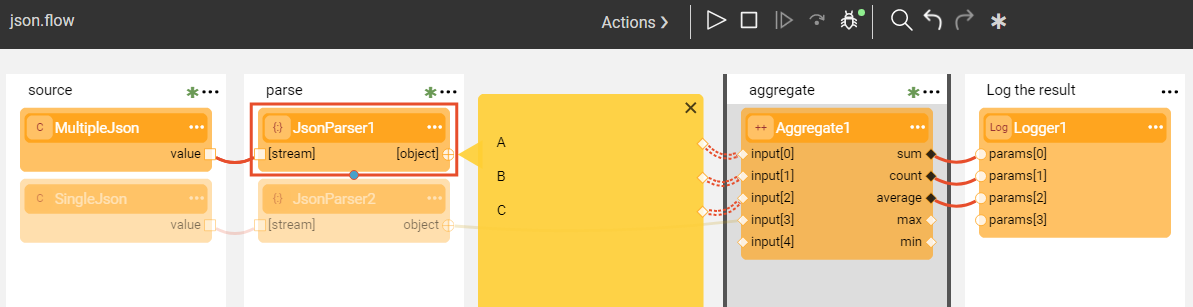 json.flow
Actions
source
MultipleJson
C
value
SingleJson
C
value
parse
{:} JsonParser1
[stream] [object]
{:} JsonParser2
[stream] object
A
B
C
aggregate
++ Aggregate1
input[0] sum
input[1] count
input[2] average
input[3] max
input[4] min
Log the result
Log Logger1
params[0]
params[1]
params[2]
params[3]